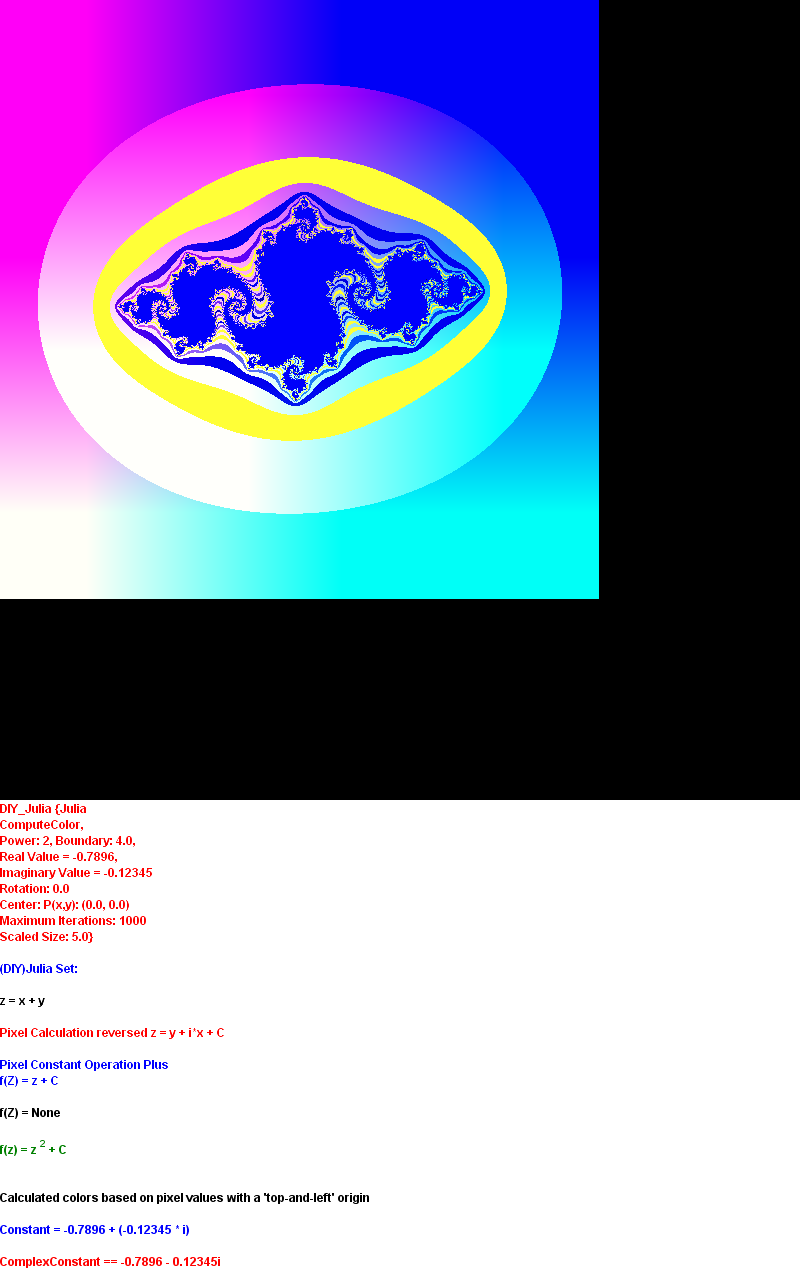 DIY_Julia {Julia
ComputeColor,
Power: 2, Boundary: 4.0,
Real Value = -0.7896,
Imaginary Value = -0.12345
Rotation: 0.0
Center: P(x,y): (0.0, 0.0)
Maximum Iterations: 1000
Scaled Size: 5.0}
(DIY)Julia Set:
z = x + y
Pixel Calculation reversed z = y + i*x + C
Pixel Constant Operation Plus
f(Z) = z + C
f(Z) = None
f(z) = z 2 + C
Calculated colors based on pixel values with a 'top-and-left' origin
Constant = -0.7896 + (-0.12345 * i)
ComplexConstant == -0.7896 - 0.12345i